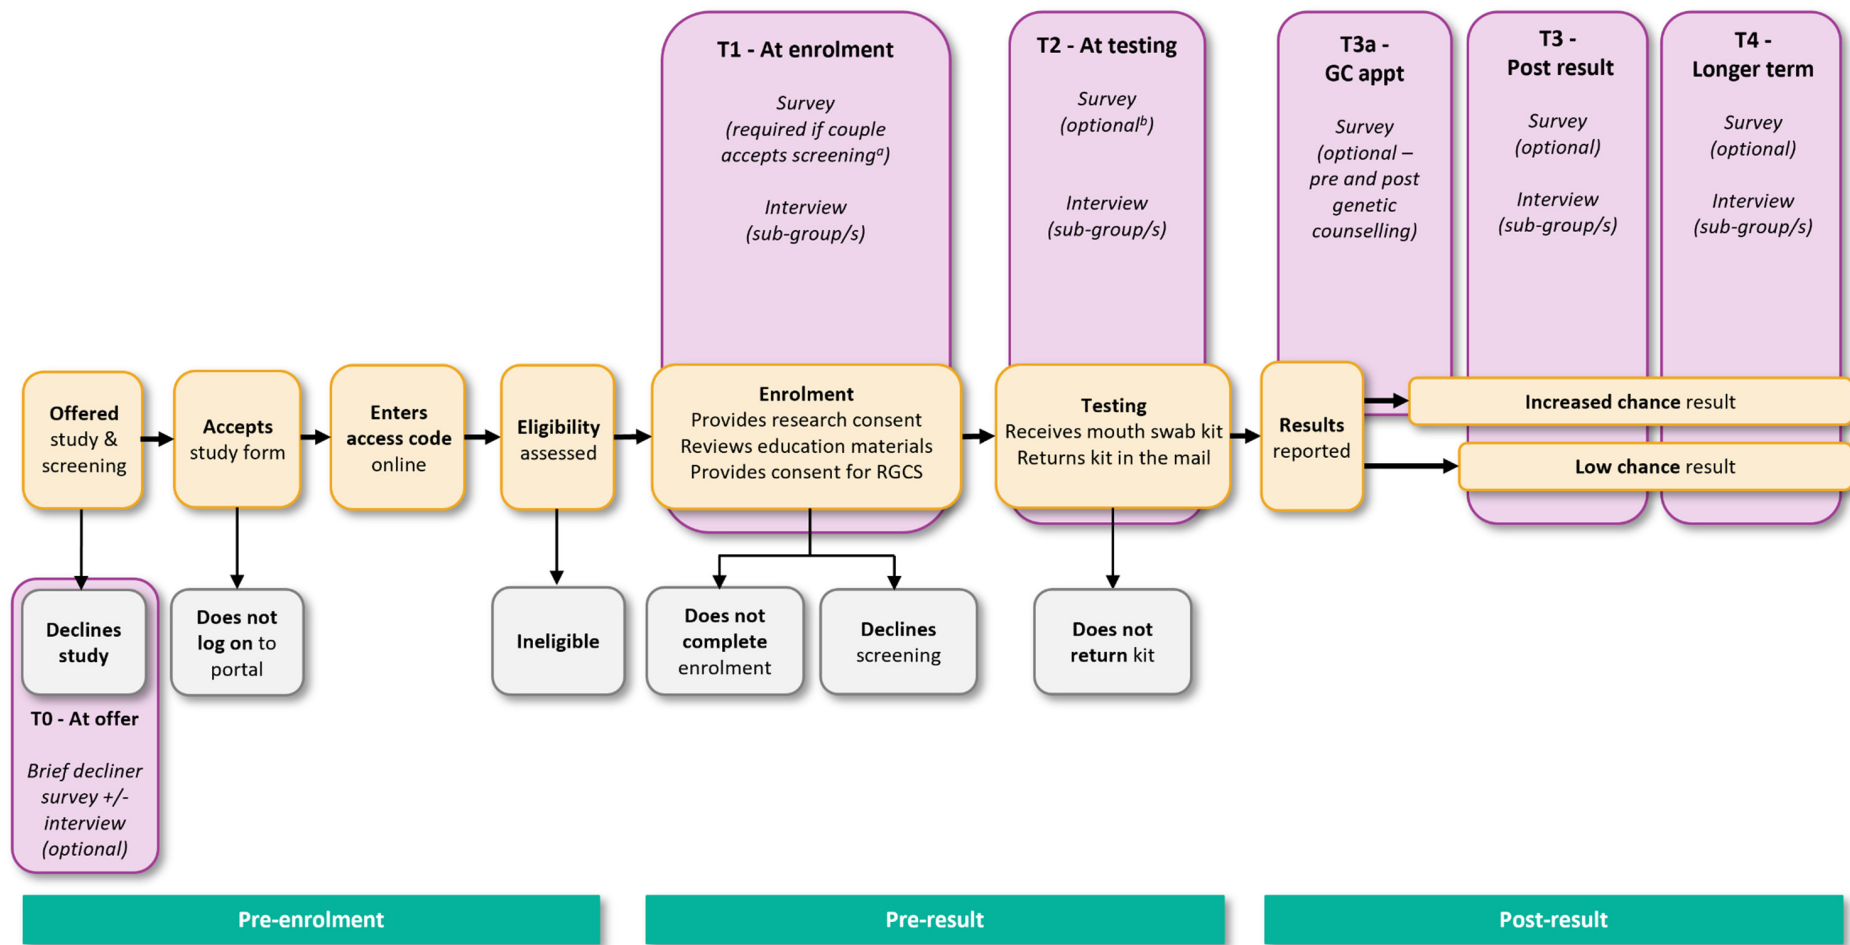 T1 - At enrolment
Survey
(required if couple
accepts screeningᵃ)
Interview
(sub-group/s)
T2 - At testing
Survey
(optionalᵇ)
Interview
(sub-group/s)
T3a -
GC appt
Survey
(optional –
pre and post
genetic
counselling)
T3 -
Post result
Survey
(optional)
Interview
(sub-group/s)
T4 -
Longer term
Survey
(optional)
Interview
(sub-group/s)
Offered
study &
screening
Accepts
study form
Enters
access code
online
Eligibility
assessed
Enrolment
Provides research consent
Reviews education materials
Provides consent for RGCS
Testing
Receives mouth swab kit
Returns kit in the mail
Results
reported
Increased chance result
Low chance result
Declines
study
Does not
log on to
portal
Ineligible
Does not
complete
enrolment
Declines
screening
Does not
return kit
T0 - At offer
Brief decliner
survey +/-
interview
(optional)
Pre-enrolment
Pre-result
Post-result